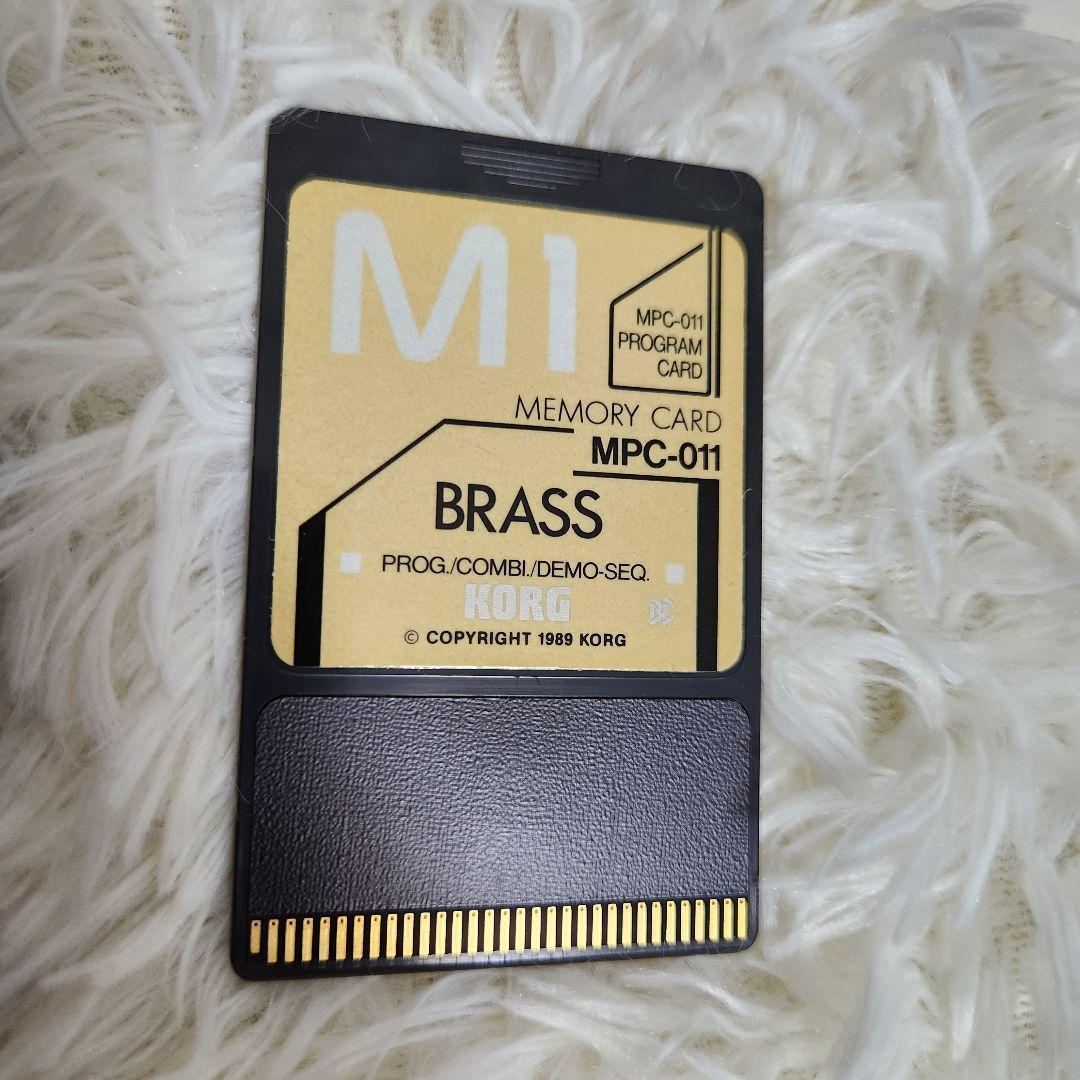 M1
MPC-011
PROGRAM
CARD
MEMORY CARD
MPC-011
BRASS
PROG./COMBI./DEMO-SEQ.
KORG
© COPYRIGHT 1989 KORG